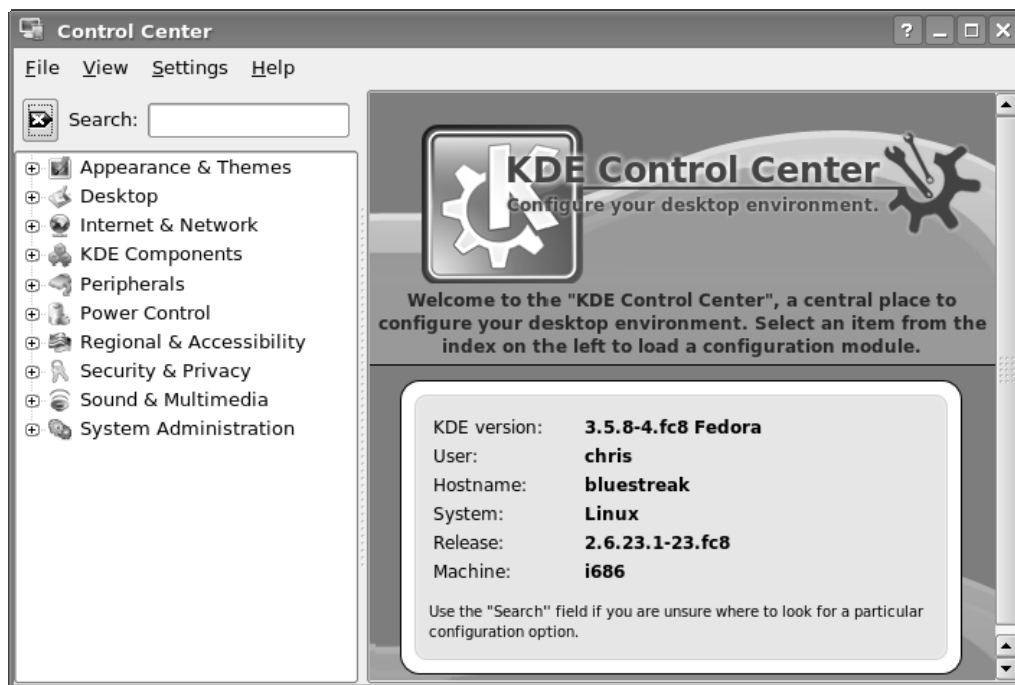 Control Center
File View Settings Help
Search:
Appearance & Themes
Desktop
Internet & Network
KDE Components
Peripherals
Power Control
Regional & Accessibility
Security & Privacy
Sound & Multimedia
System Administration
KDE Control Center
Configure your desktop environment.
Welcome to the "KDE Control Center", a central place to
configure your desktop environment. Select an item from the
index on the left to load a configuration module.
KDE version: 3.5.8-4.fc8 Fedora
User: chris
Hostname: bluestreak
System: Linux
Release: 2.6.23.1-23.fc8
Machine: i686
Use the "Search" field if you are unsure where to look for a particular
configuration option.